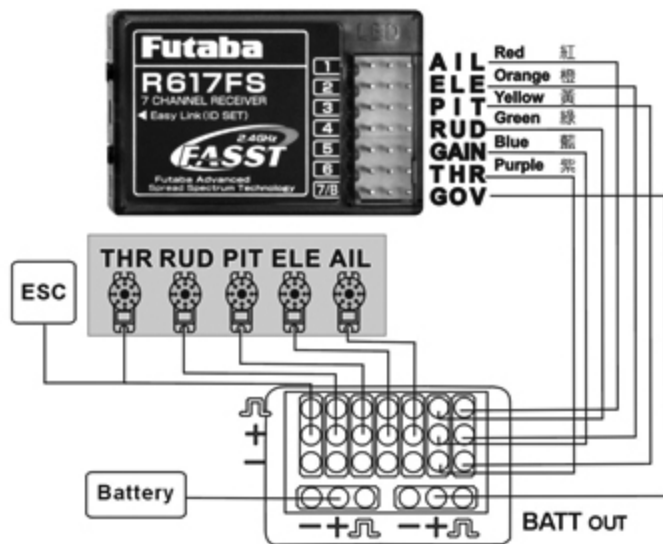 LED
Futaba
R617FS
7 CHANNEL RECEIVER
◄ Easy Link(ID SET)
2.4GHz
FASST
Futaba Advanced
Spread Spectrum Technology
1
2
3
4
5
6
7/8
AIL Red 紅
ELE Orange 橙
PIT Yellow 黃
RUD Green 綠
GAIN Blue 藍
THR Purple 紫
GOV
THR RUD PIT ELE AIL
ESC
+
−
Battery
− + − +
BATT OUT